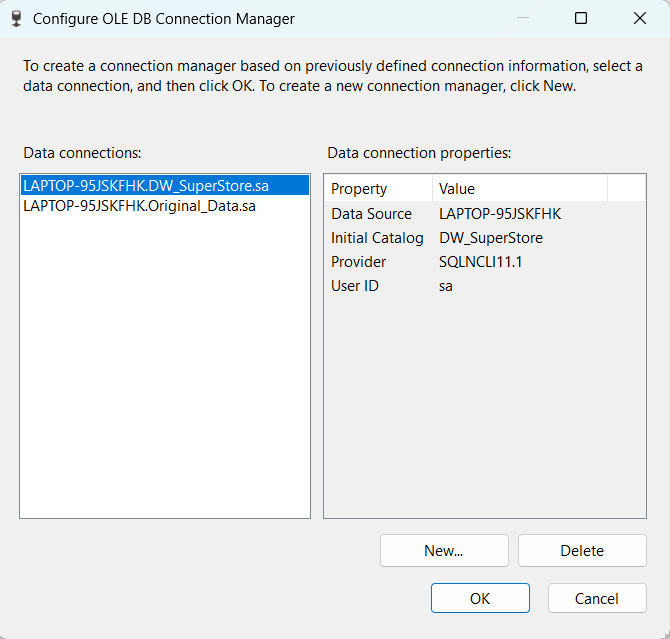 Configure OLE DB Connection Manager
To create a connection manager based on previously defined connection information, select a
data connection, and then click OK. To create a new connection manager, click New.
Data connections:
LAPTOP-95JSKFHK.DW_SuperStore.sa
LAPTOP-95JSKFHK.Original_Data.sa
Data connection properties:
Property Value
Data Source LAPTOP-95JSKFHK
Initial Catalog DW_SuperStore
Provider SQLNCLI11.1
User ID sa
New... Delete
OK Cancel